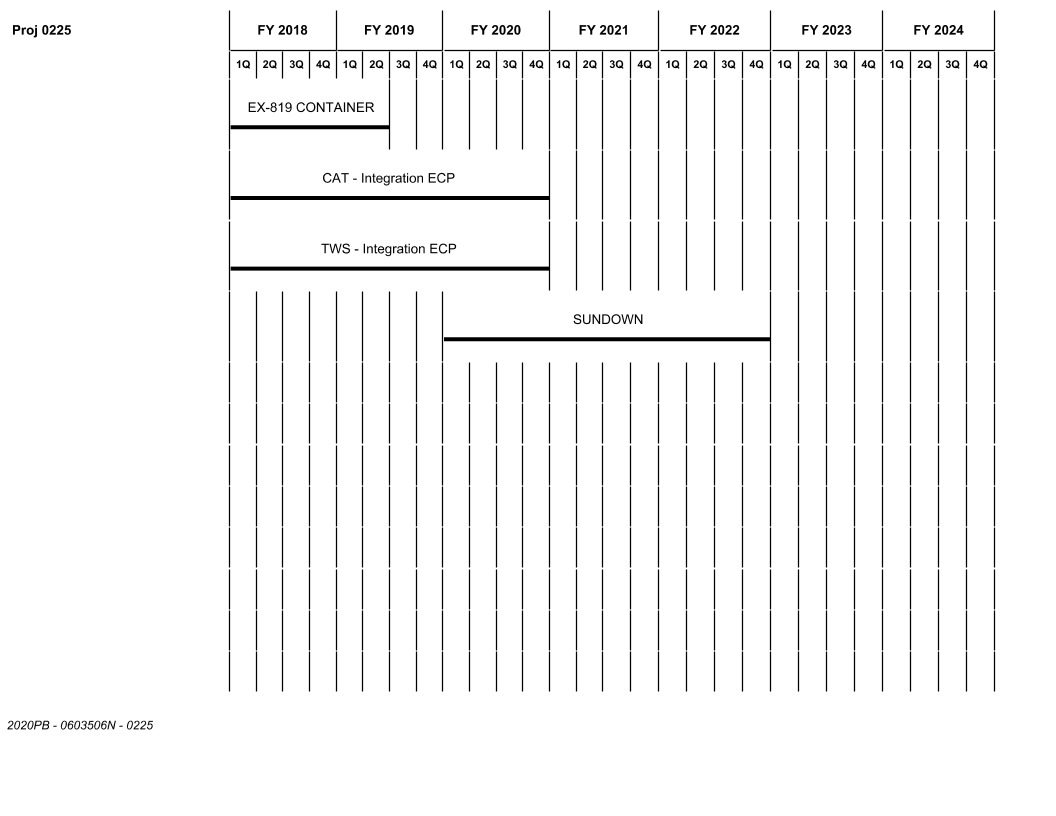 Proj 0225 FY 2018 FY 2019 FY 2020 FY 2021 FY 2022 FY 2023 FY 2024
1Q 2Q 3Q 4Q 1Q 2Q 3Q 4Q 1Q 2Q 3Q 4Q 1Q 2Q 3Q 4Q 1Q 2Q 3Q 4Q 1Q 2Q 3Q 4Q 1Q 2Q 3Q 4Q
EX-819 CONTAINER
CAT - Integration ECP
TWS - Integration ECP
SUNDOWN
2020PB - 0603506N - 0225